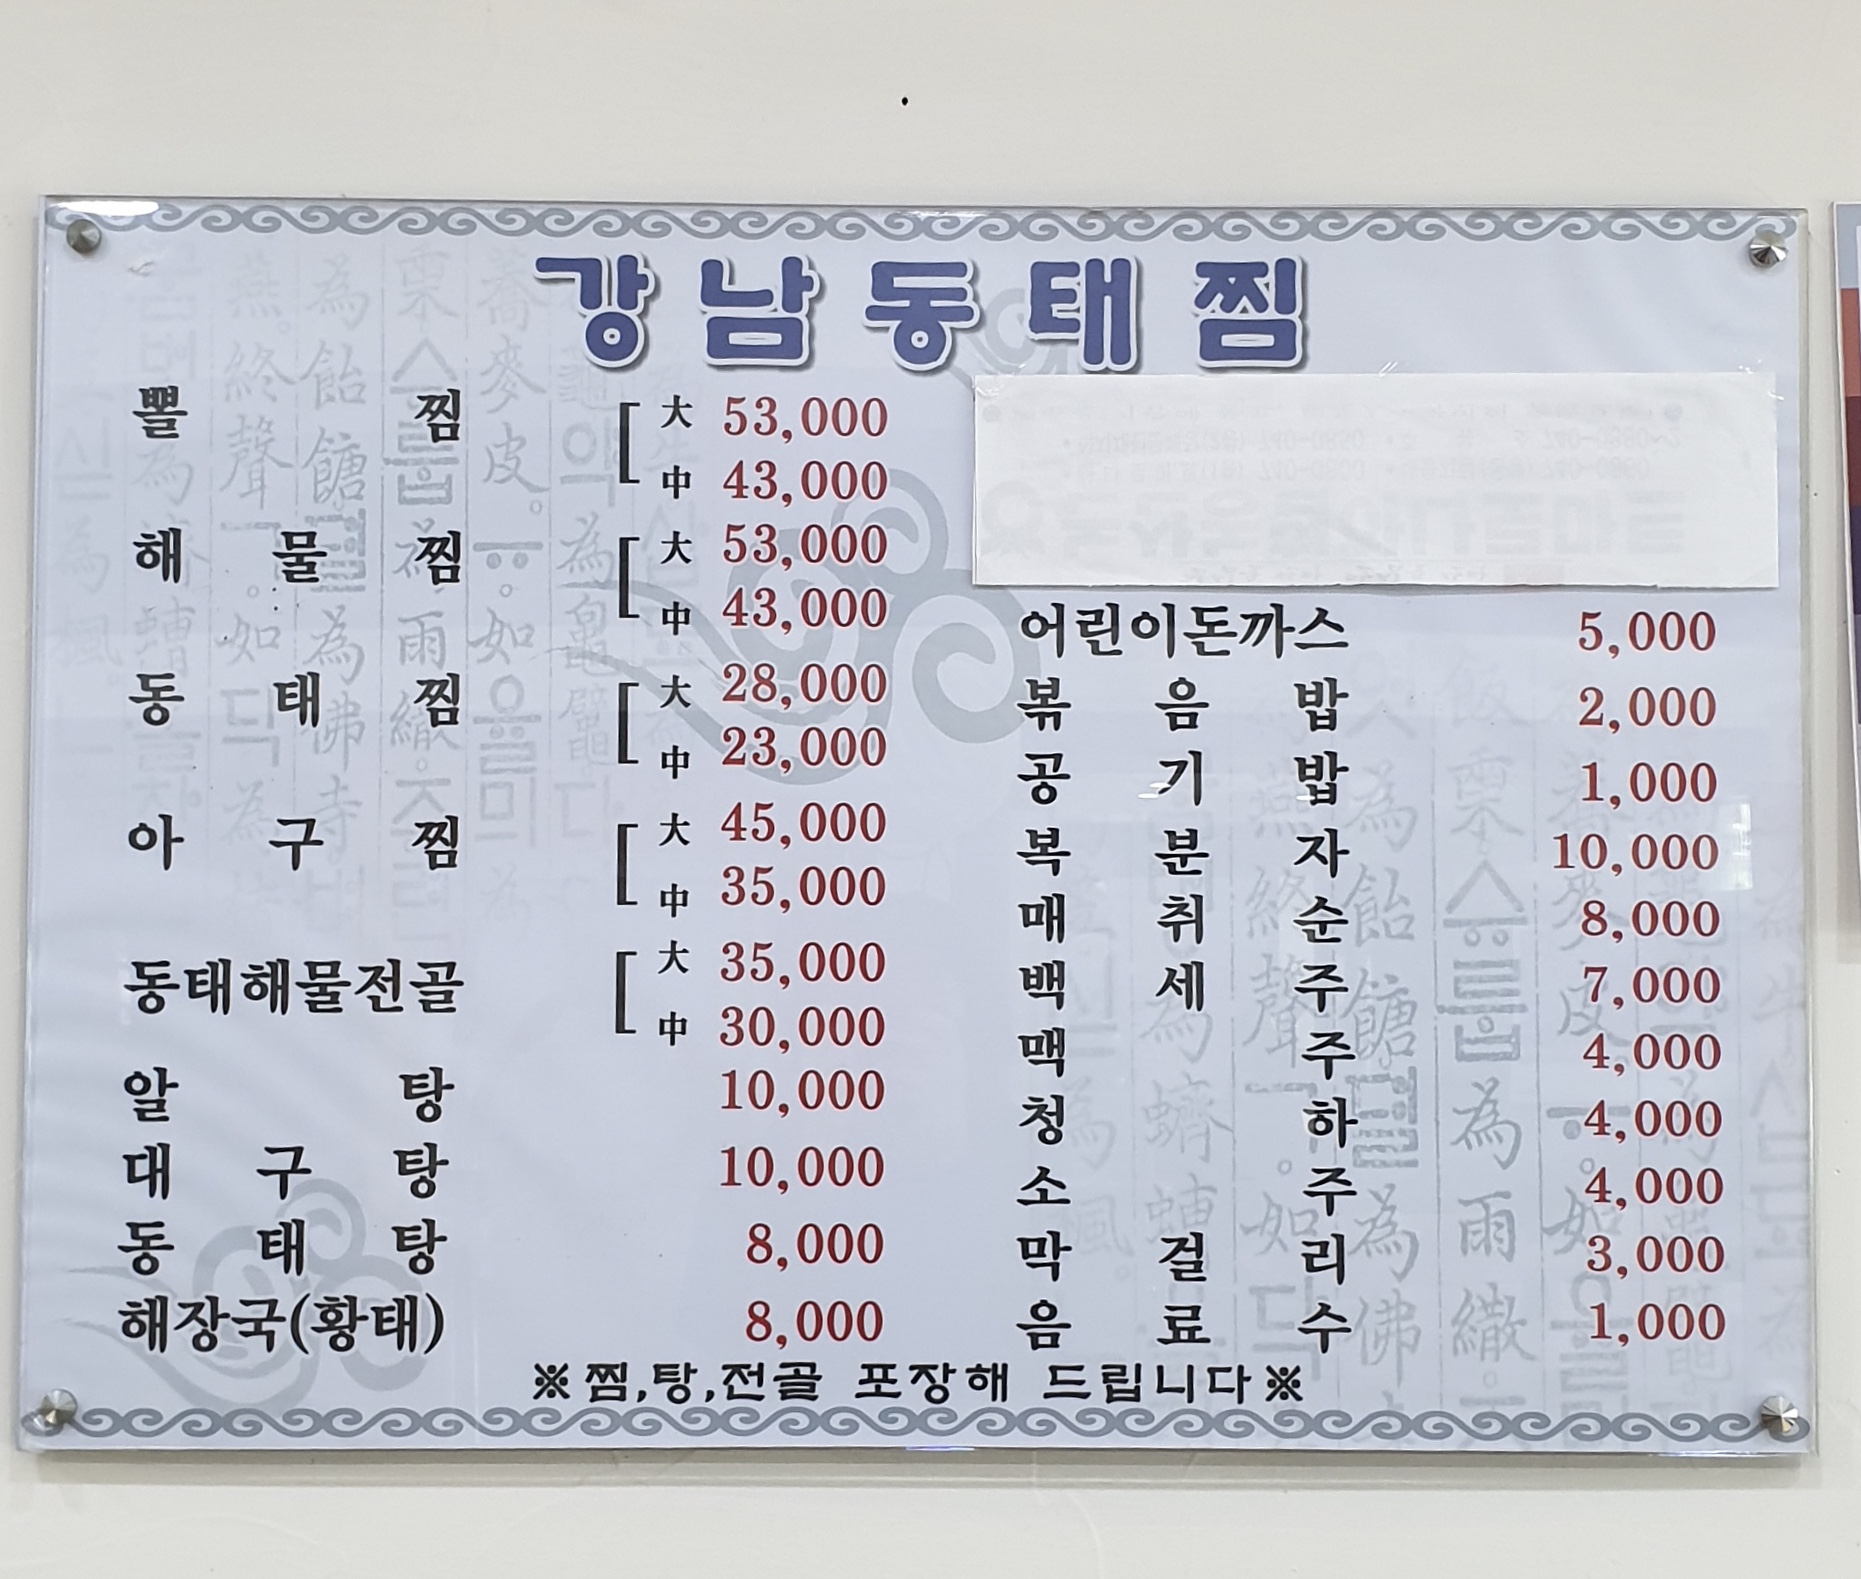 강남동태찜
뽈찜 大 53,000
中 43,000
해물찜 大 53,000
中 43,000
동태찜 大 28,000
中 23,000
아구찜 大 45,000
中 35,000
동태해물전골 大 35,000
中 30,000
알탕 10,000
대구탕 10,000
동태탕 8,000
해장국(황태) 8,000
어린이돈까스 5,000
볶음밥 2,000
공기밥 1,000
복분자 10,000
매취순 8,000
백세주 7,000
맥주 4,000
청하 4,000
소주 4,000
막걸리 3,000
음료수 1,000
※찜,탕,전골 포장해 드립니다※